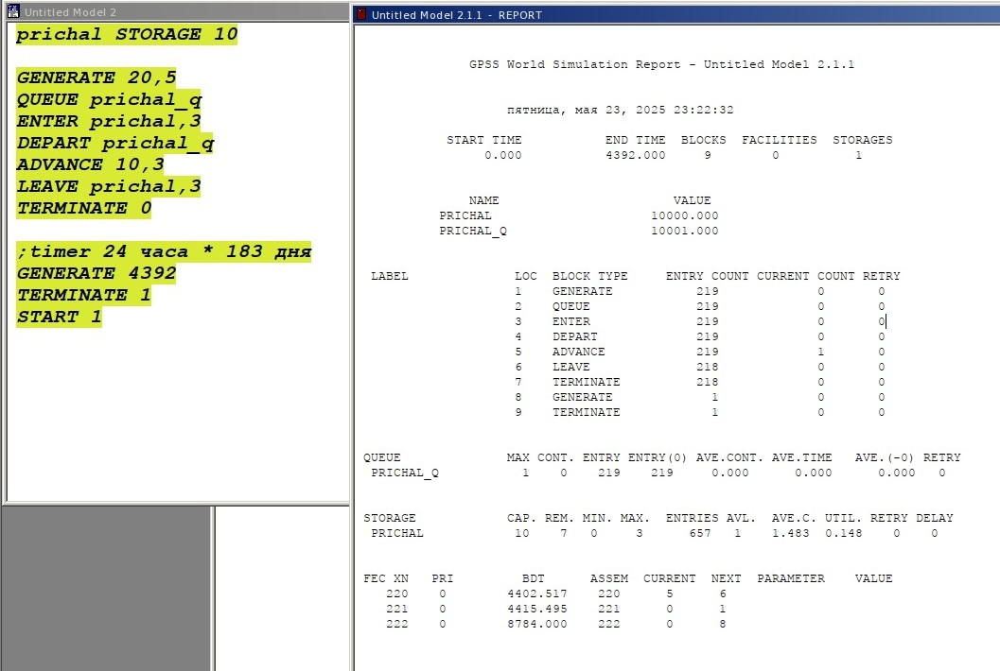 Untitled Model 2
prichal STORAGE 10
GENERATE 20,5
QUEUE prichal_q
ENTER prichal,3
DEPART prichal_q
ADVANCE 10,3
LEAVE prichal,3
TERMINATE 0
;timer 24 часа * 183 дня
GENERATE 4392
TERMINATE 1
START 1
Untitled Model 2.1.1 - REPORT
GPSS World Simulation Report - Untitled Model 2.1.1
пятница, мая 23, 2025 23:22:32
START TIME END TIME BLOCKS FACILITIES STORAGES
0.000 4392.000 9 0 1
NAME VALUE
PRICHAL 10000.000
PRICHAL_Q 10001.000
LABEL LOC BLOCK TYPE ENTRY COUNT CURRENT COUNT RETRY
1 GENERATE 219 0 0
2 QUEUE 219 0 0
3 ENTER 219 0 0
4 DEPART 219 0 0
5 ADVANCE 219 1 0
6 LEAVE 218 0 0
7 TERMINATE 218 0 0
8 GENERATE 1 0 0
9 TERMINATE 1 0 0
QUEUE MAX CONT. ENTRY ENTRY(0) AVE.CONT. AVE.TIME AVE.(-0) RETRY
PRICHAL_Q 1 0 219 219 0.000 0.000 0.000 0
STORAGE CAP. REM. MIN. MAX. ENTRIES AVL. AVE.C. UTIL. RETRY DELAY
PRICHAL 10 7 0 3 657 1 1.483 0.148 0 0
FEC XN PRI BDT ASSEM CURRENT NEXT PARAMETER VALUE
220 0 4402.517 220 5 6
221 0 4415.495 221 0 1
222 0 8784.000 222 0 8